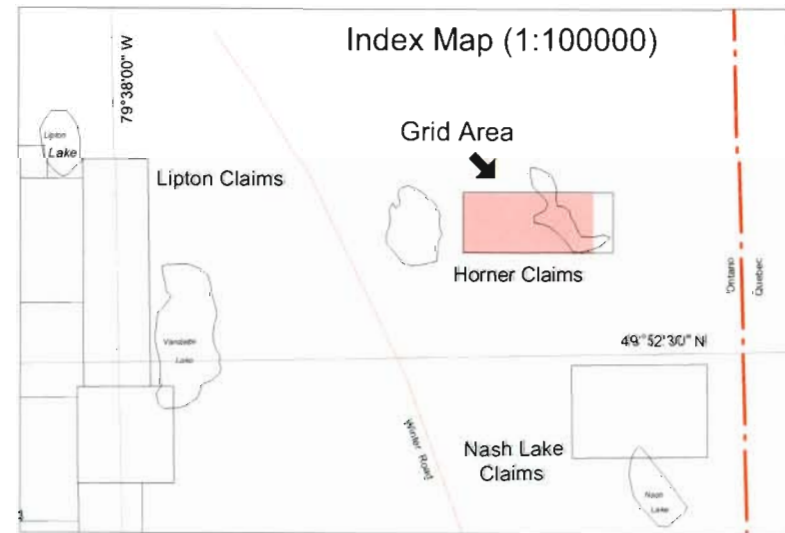 Index Map (1:100000)
79°38'00" W
Grid Area
Lipton
Lake
Lipton Claims
Horner Claims
Ontario
Quebec
49°52'30" N
Lake
Winter Road
Nash Lake
Claims
Nash
Lake